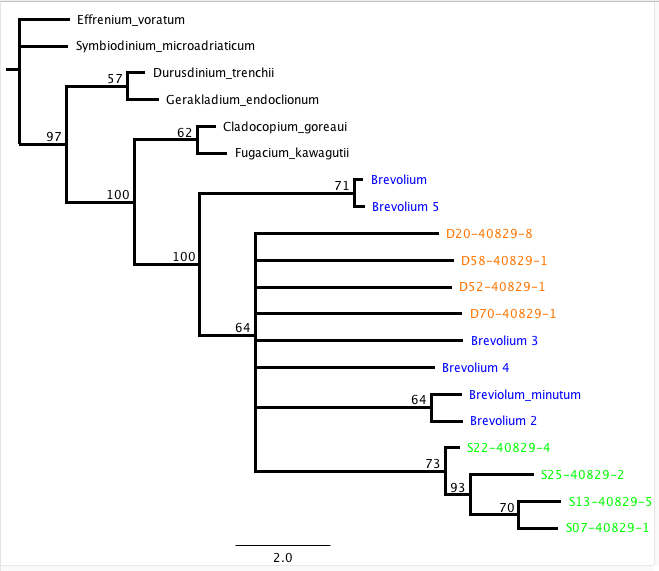 Effrenium_voratum
Symbiodinium_microadriaticum
57 Durusdinium_trenchii
Gerakladium_endoclionum
97
62 Cladocopium_goreaui
Fugacium_kawagutii
100
71 Brevolium
Brevolium 5
100
D20-40829-8
D58-40829-1
D52-40829-1
D70-40829-1
64
Brevolium 3
Brevolium 4
64 Breviolum_minutum
Brevolium 2
73 S22-40829-4
93 S25-40829-2
70 S13-40829-5
S07-40829-1
2.0